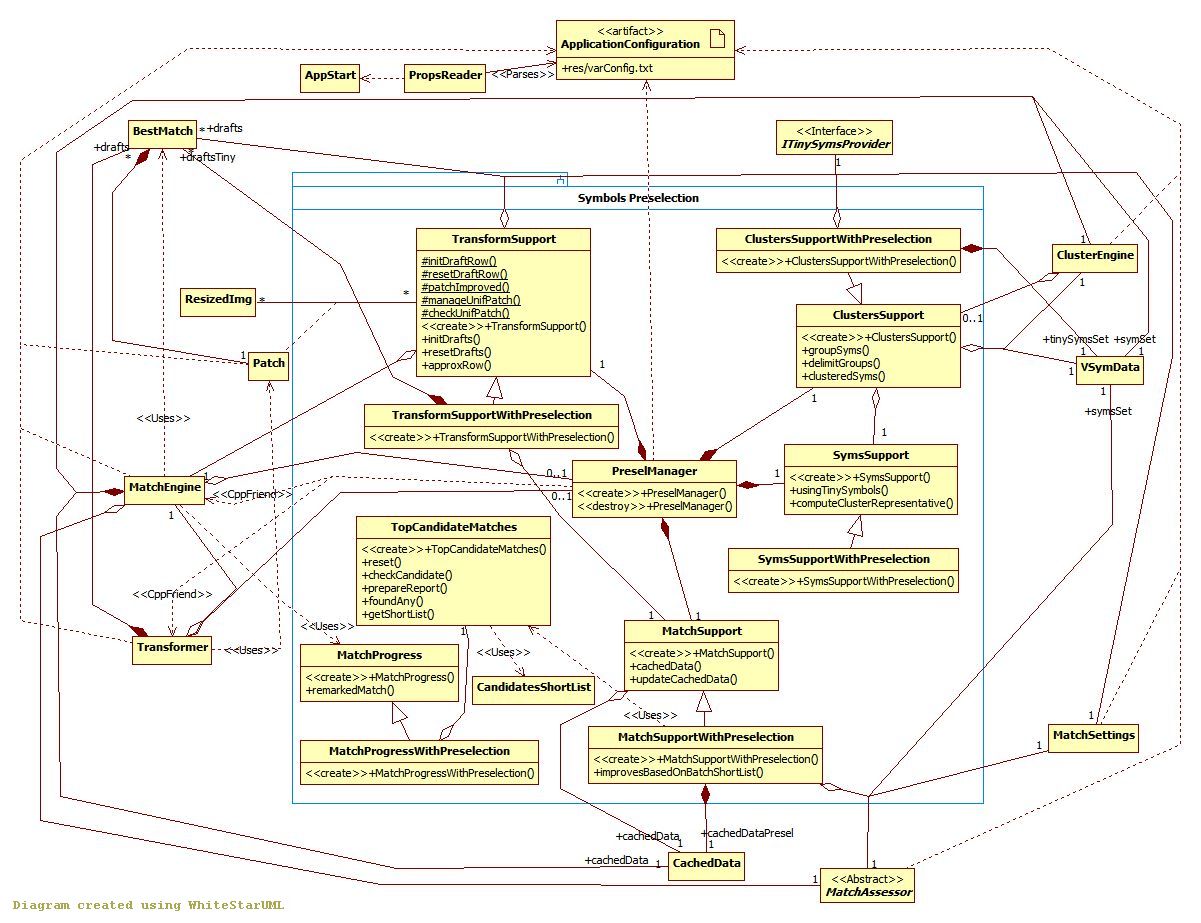 <<artifact>>
ApplicationConfiguration
+res/varConfig.txt
AppStart
PropsReader
<<Parses>>
BestMatch
*
+drafts
+drafts
*
*
+draftsTiny
<<Interface>>
ITinySymsProvider
1
Symbols Preselection
TransformSupport
#initDraftRow()
#resetDraftRow()
#patchImproved()
#manageUnifPatch()
#checkUnifPatch()
<<create>>+TransformSupport()
+initDrafts()
+resetDrafts()
+approxRow()
ClustersSupportWithPreselection
<<create>>+ClustersSupportWithPreselection()
1
ClusterEngine
1
ResizedImg
*
*
ClustersSupport
<<create>>+ClustersSupport()
+groupSyms()
+delimitGroups()
+clusteredSyms()
0..1
+tinySymsSet
1
+symSet
1
1
VSymData
1
+symsSet
1
Patch
1
1
TransformSupportWithPreselection
<<create>>+TransformSupportWithPreselection()
<<Uses>>
1
SymsSupport
<<create>>+SymsSupport()
+usingTinySymbols()
+computeClusterRepresentative()
1
PreselManager
<<create>>+PreselManager()
<<destroy>>+PreselManager()
0..1
0..1
MatchEngine
1
1
<<CppFriend>>
TopCandidateMatches
<<create>>+TopCandidateMatches()
+reset()
+checkCandidate()
+prepareReport()
+foundAny()
+getShortList()
1
SymsSupportWithPreselection
<<create>>+SymsSupportWithPreselection()
<<CppFriend>>
Transformer
<<Uses>>
<<Uses>>
1
1
MatchSupport
<<create>>+MatchSupport()
+cachedData()
+updateCachedData()
MatchProgress
<<create>>+MatchProgress()
+remarkedMatch()
<<Uses>>
CandidatesShortList
<<Uses>>
MatchProgressWithPreselection
<<create>>+MatchProgressWithPreselection()
MatchSupportWithPreselection
<<create>>+MatchSupportWithPreselection()
+improvesBasedOnBatchShortList()
1
1
MatchSettings
+cachedData
1
+cachedDataPresel
1
+cachedData
1
CachedData
1
1
<<Abstract>>
MatchAssessor
Diagram created using WhiteStarUML